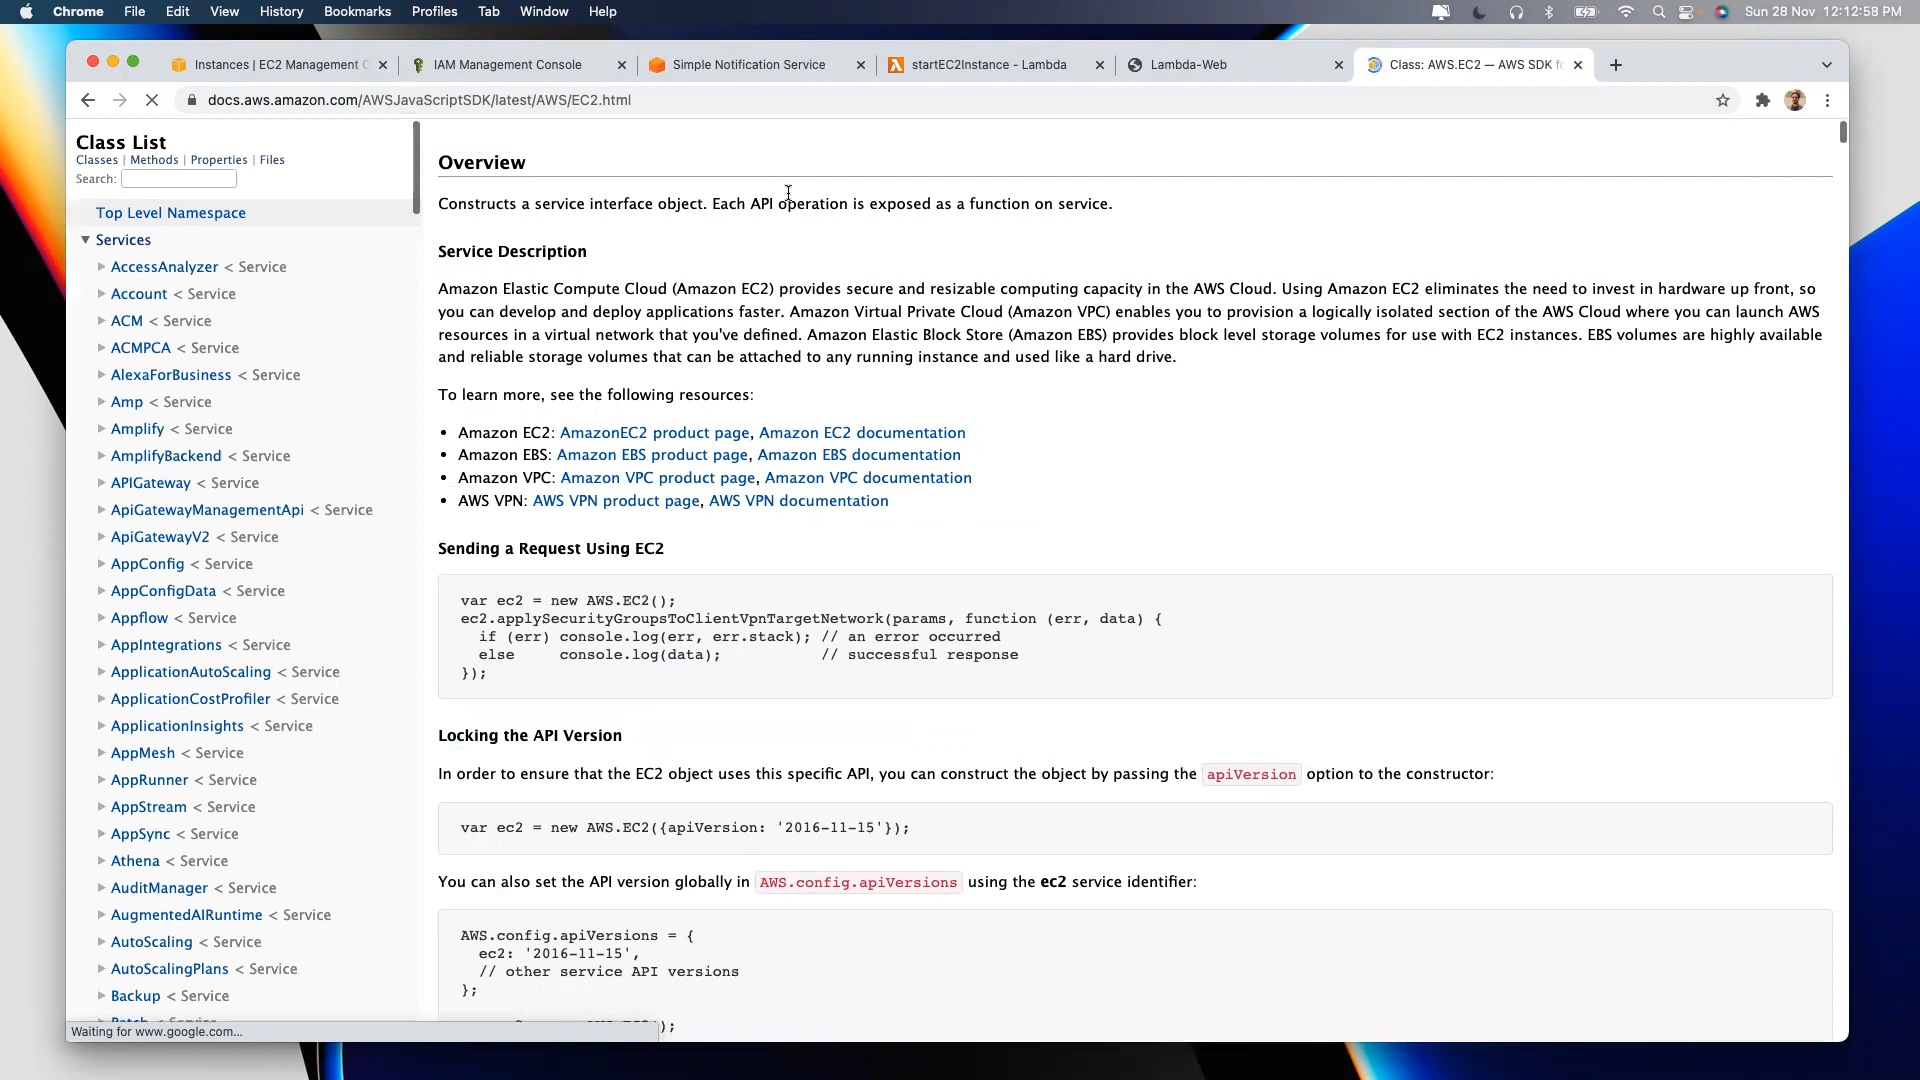 Chrome File Edit View History Bookmarks Profiles Tab Window Help Sun 28 Nov 12:12:58 PM
Instances | EC2 Management C IAM Management Console Simple Notification Service startEC2Instance - Lambda Lambda-Web Class: AWS.EC2 — AWS SDK fo
docs.aws.amazon.com/AWSJavaScriptSDK/latest/AWS/EC2.html
Class List
Classes | Methods | Properties | Files
Search:
Top Level Namespace
Services
AccessAnalyzer < Service
Account < Service
ACM < Service
ACMPCA < Service
AlexaForBusiness < Service
Amp < Service
Amplify < Service
AmplifyBackend < Service
APIGateway < Service
ApiGatewayManagementApi < Service
ApiGatewayV2 < Service
AppConfig < Service
AppConfigData < Service
Appflow < Service
AppIntegrations < Service
ApplicationAutoScaling < Service
ApplicationCostProfiler < Service
ApplicationInsights < Service
AppMesh < Service
AppRunner < Service
AppStream < Service
AppSync < Service
Athena < Service
AuditManager < Service
AugmentedAIRuntime < Service
AutoScaling < Service
AutoScalingPlans < Service
Backup < Service
Waiting for www.google.com...
Overview
Constructs a service interface object. Each API operation is exposed as a function on service.
Service Description
Amazon Elastic Compute Cloud (Amazon EC2) provides secure and resizable computing capacity in the AWS Cloud. Using Amazon EC2 eliminates the need to invest in hardware up front, so
you can develop and deploy applications faster. Amazon Virtual Private Cloud (Amazon VPC) enables you to provision a logically isolated section of the AWS Cloud where you can launch AWS
resources in a virtual network that you've defined. Amazon Elastic Block Store (Amazon EBS) provides block level storage volumes for use with EC2 instances. EBS volumes are highly available
and reliable storage volumes that can be attached to any running instance and used like a hard drive.
To learn more, see the following resources:
• Amazon EC2: AmazonEC2 product page, Amazon EC2 documentation
• Amazon EBS: Amazon EBS product page, Amazon EBS documentation
• Amazon VPC: Amazon VPC product page, Amazon VPC documentation
• AWS VPN: AWS VPN product page, AWS VPN documentation
Sending a Request Using EC2
var ec2 = new AWS.EC2();
ec2.applySecurityGroupsToClientVpnTargetNetwork(params, function (err, data) {
if (err) console.log(err, err.stack); // an error occurred
else console.log(data); // successful response
});
Locking the API Version
In order to ensure that the EC2 object uses this specific API, you can construct the object by passing the apiVersion option to the constructor:
var ec2 = new AWS.EC2({apiVersion: '2016-11-15'});
You can also set the API version globally in AWS.config.apiVersions using the ec2 service identifier:
AWS.config.apiVersions = {
ec2: '2016-11-15',
// other service API versions
};